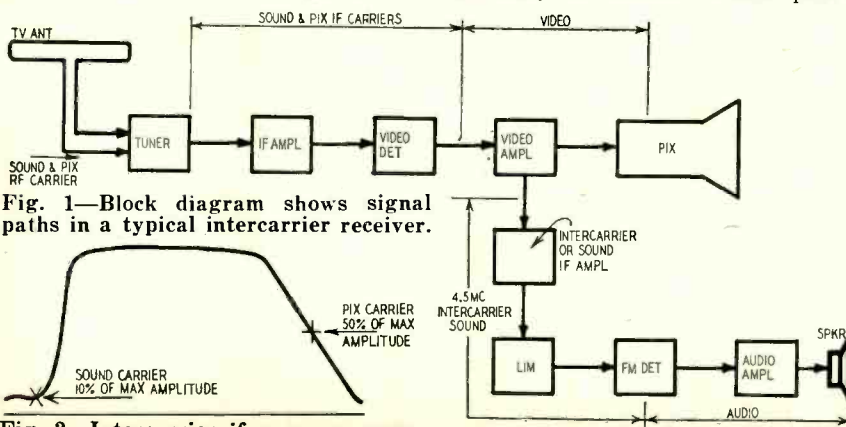 SOUND & PIX IF CARRIERS
VIDEO
TV ANT
TUNER
IF AMPL
VIDEO
DET
VIDEO
AMPL
PIX
SOUND & PIX
RF CARRIER
Fig. 1—Block diagram shows signal
paths in a typical intercarrier receiver.
INTERCARRIER
OR SOUND
IF AMPL
4.5MC
INTERCARRIER
SOUND
PIX CARRIER
50% OF MAX
AMPLITUDE
SOUND CARRIER
10% OF MAX AMPLITUDE
LIM
FM DET
AUDIO
AMPL
SPKR
AUDIO